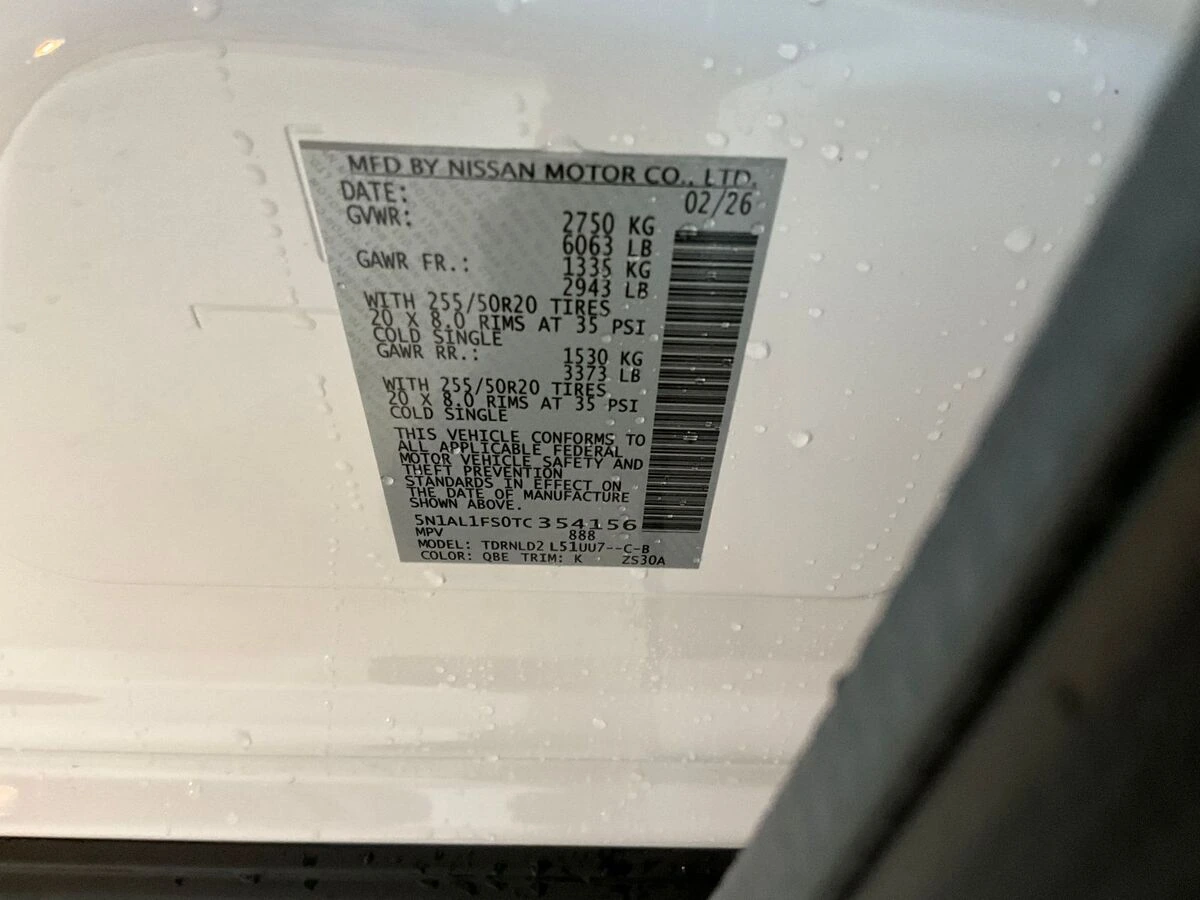 MFD BY NISSAN MOTOR CO., LTD.
DATE: 02/26
GVWR: 2750 KG
6063 LB
GAWR FR.: 1335 KG
2943 LB
WITH 255/50R20 TIRES
20 X 8.0 RIMS AT 35 PSI
COLD SINGLE
GAWR RR.: 1530 KG
3373 LB
WITH 255/50R20 TIRES
20 X 8.0 RIMS AT 35 PSI
COLD SINGLE
THIS VEHICLE CONFORMS TO
ALL APPLICABLE FEDERAL
MOTOR VEHICLE SAFETY AND
THEFT PREVENTION
STANDARDS IN EFFECT ON
THE DATE OF MANUFACTURE
SHOWN ABOVE.
5N1AL1FS0TC354156
MPV 888
MODEL: TDRNLD2 L51UU7--C-B
COLOR: QBE TRIM: K ZS30A